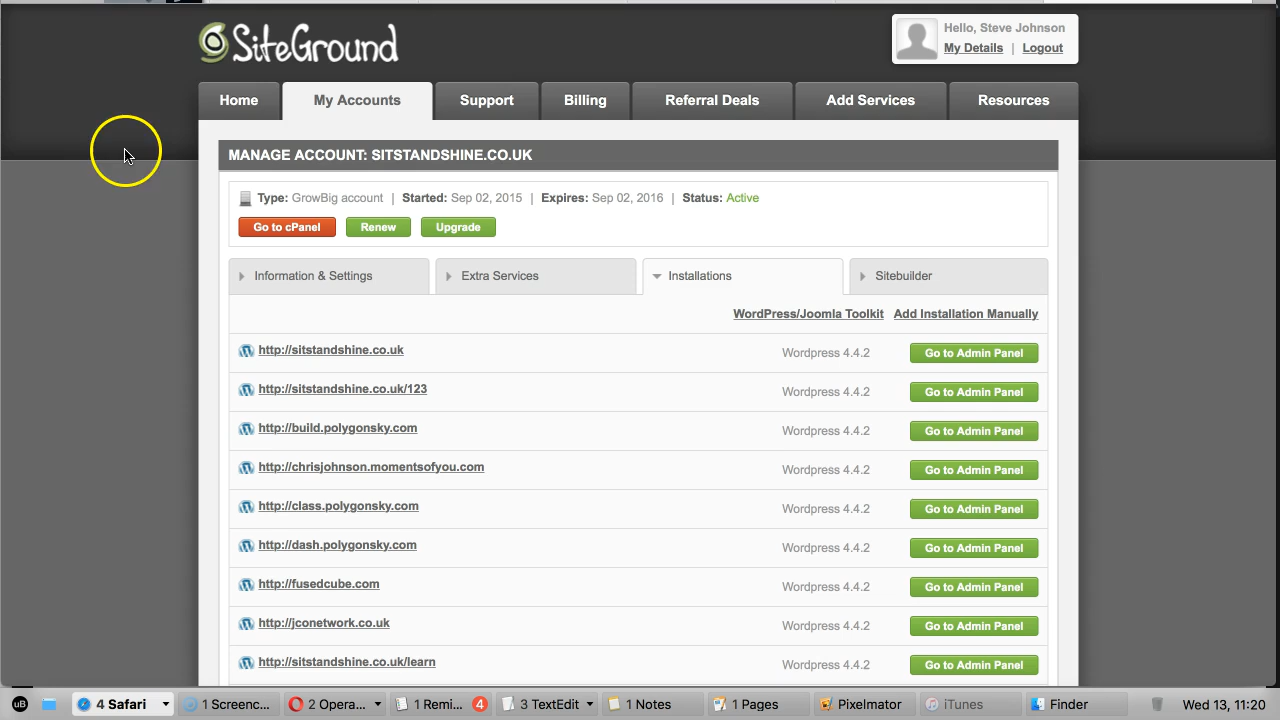 SiteGround
Hello, Steve Johnson
My Details | Logout
Home My Accounts Support Billing Referral Deals Add Services Resources
MANAGE ACCOUNT: SITSTANDSHINE.CO.UK
Type: GrowBig account | Started: Sep 02, 2015 | Expires: Sep 02, 2016 | Status: Active
Go to cPanel Renew Upgrade
Information & Settings Extra Services Installations Sitebuilder
WordPress/Joomla Toolkit Add Installation Manually
http://sitstandshine.co.uk Wordpress 4.4.2 Go to Admin Panel
http://sitstandshine.co.uk/123 Wordpress 4.4.2 Go to Admin Panel
http://build.polygonsky.com Wordpress 4.4.2 Go to Admin Panel
http://chrisjohnson.momentsofyou.com Wordpress 4.4.2 Go to Admin Panel
http://class.polygonsky.com Wordpress 4.4.2 Go to Admin Panel
http://dash.polygonsky.com Wordpress 4.4.2 Go to Admin Panel
http://fusedcube.com Wordpress 4.4.2 Go to Admin Panel
http://jconetwork.co.uk Wordpress 4.4.2 Go to Admin Panel
http://sitstandshine.co.uk/learn Wordpress 4.4.2 Go to Admin Panel
uB 4 Safari 1 Screenc... 2 Opera... 1 Remi... 4 3 TextEdit 1 Notes 1 Pages Pixelmator iTunes Finder Wed 13, 11:20